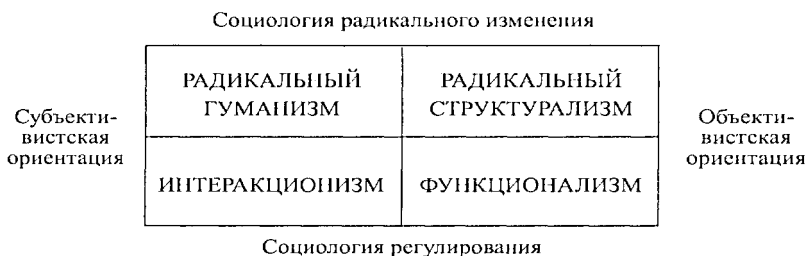 Социология радикального изменения
РАДИКАЛЬНЫЙ
ГУМАНИЗМ
РАДИКАЛЬНЫЙ
СТРУКТУРАЛИЗМ
Субъекти-
вистская
ориентация
Объекти-
вистская
ориентация
ИНТЕРАКЦИОНИЗМ
ФУНКЦИОНАЛИЗМ
Социология регулирования